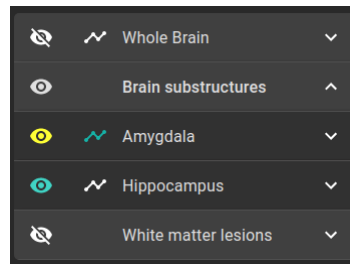 Whole Brain
Brain substructures
Amygdala
Hippocampus
White matter lesions